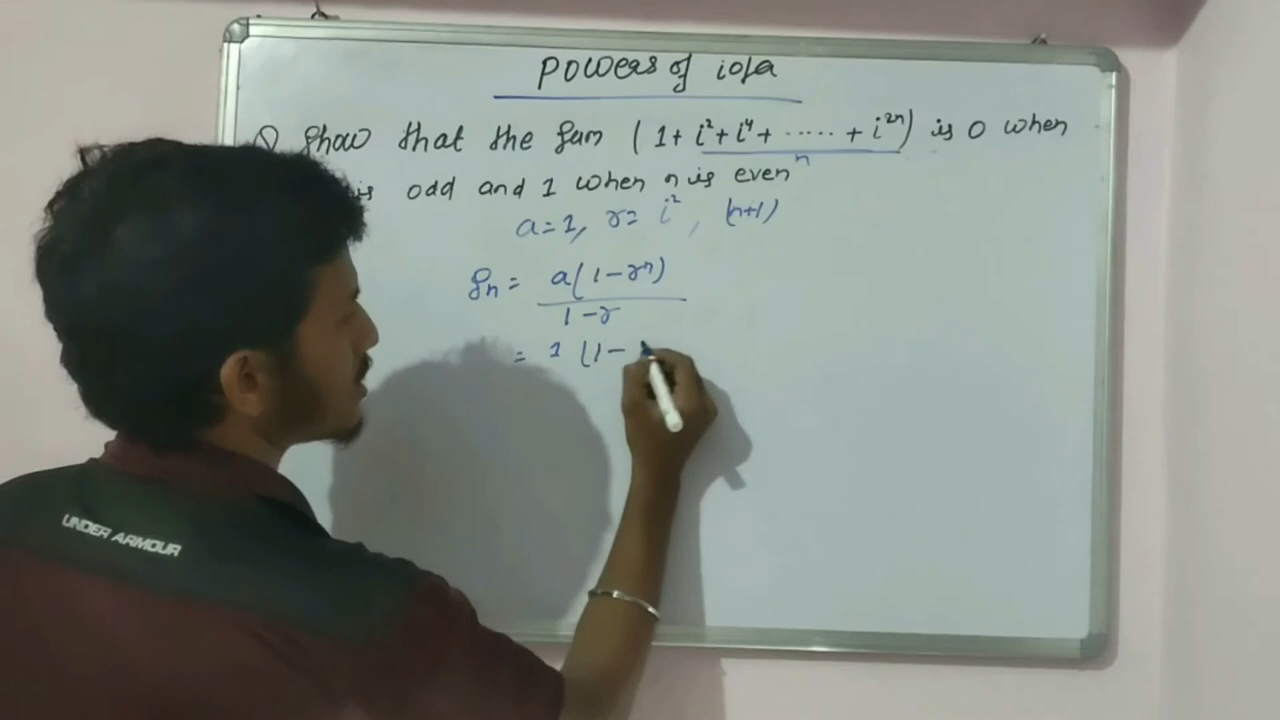 Powers of iota
Q Show that the Sum ( 1 + i² + i⁴ + ...... + i²ⁿ ) is 0 when
is odd and 1 when n is even
n
a=1, r= i² , (n+1)
Sn = a(1-rⁿ)
1-r
= 1 (1-
UNDER ARMOUR